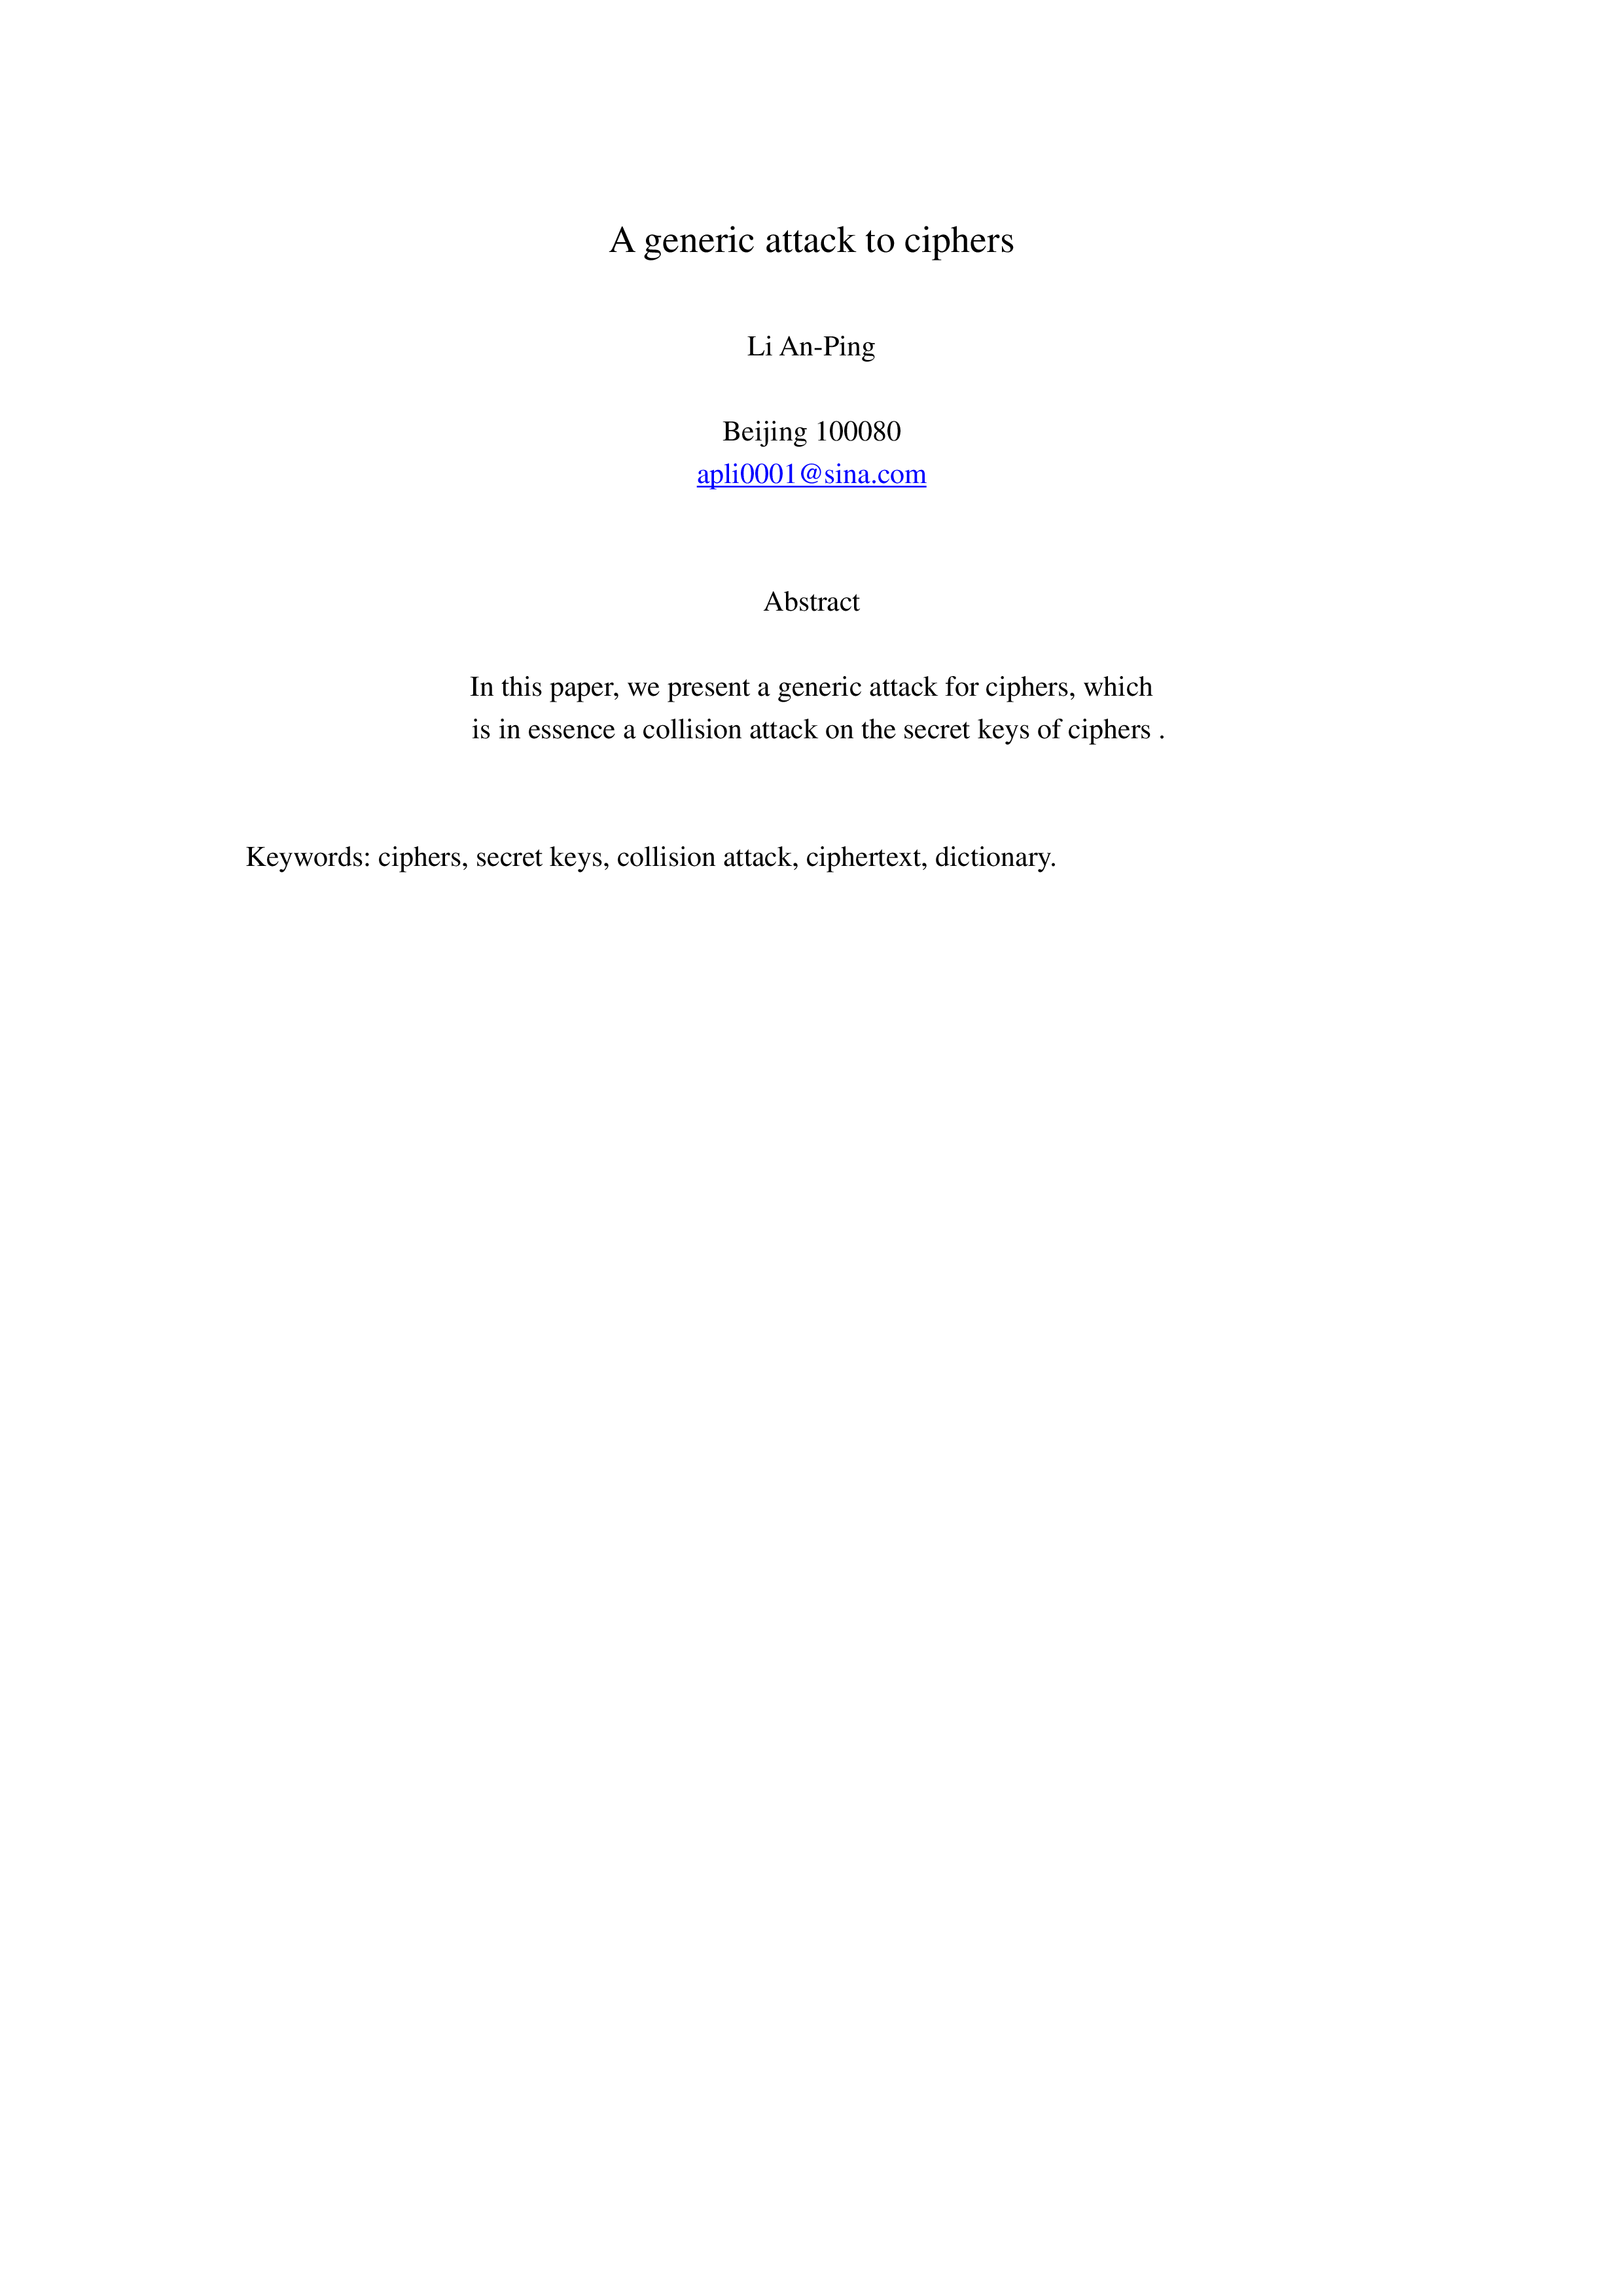 A generic attack to ciphers
Li An-Ping
Beijing 100080
apli0001@sina.com
Abstract
In this paper, we present a generic attack for ciphers, which
is in essence a collision attack on the secret keys of ciphers .
Keywords: ciphers, secret keys, collision attack, ciphertext, dictionary.